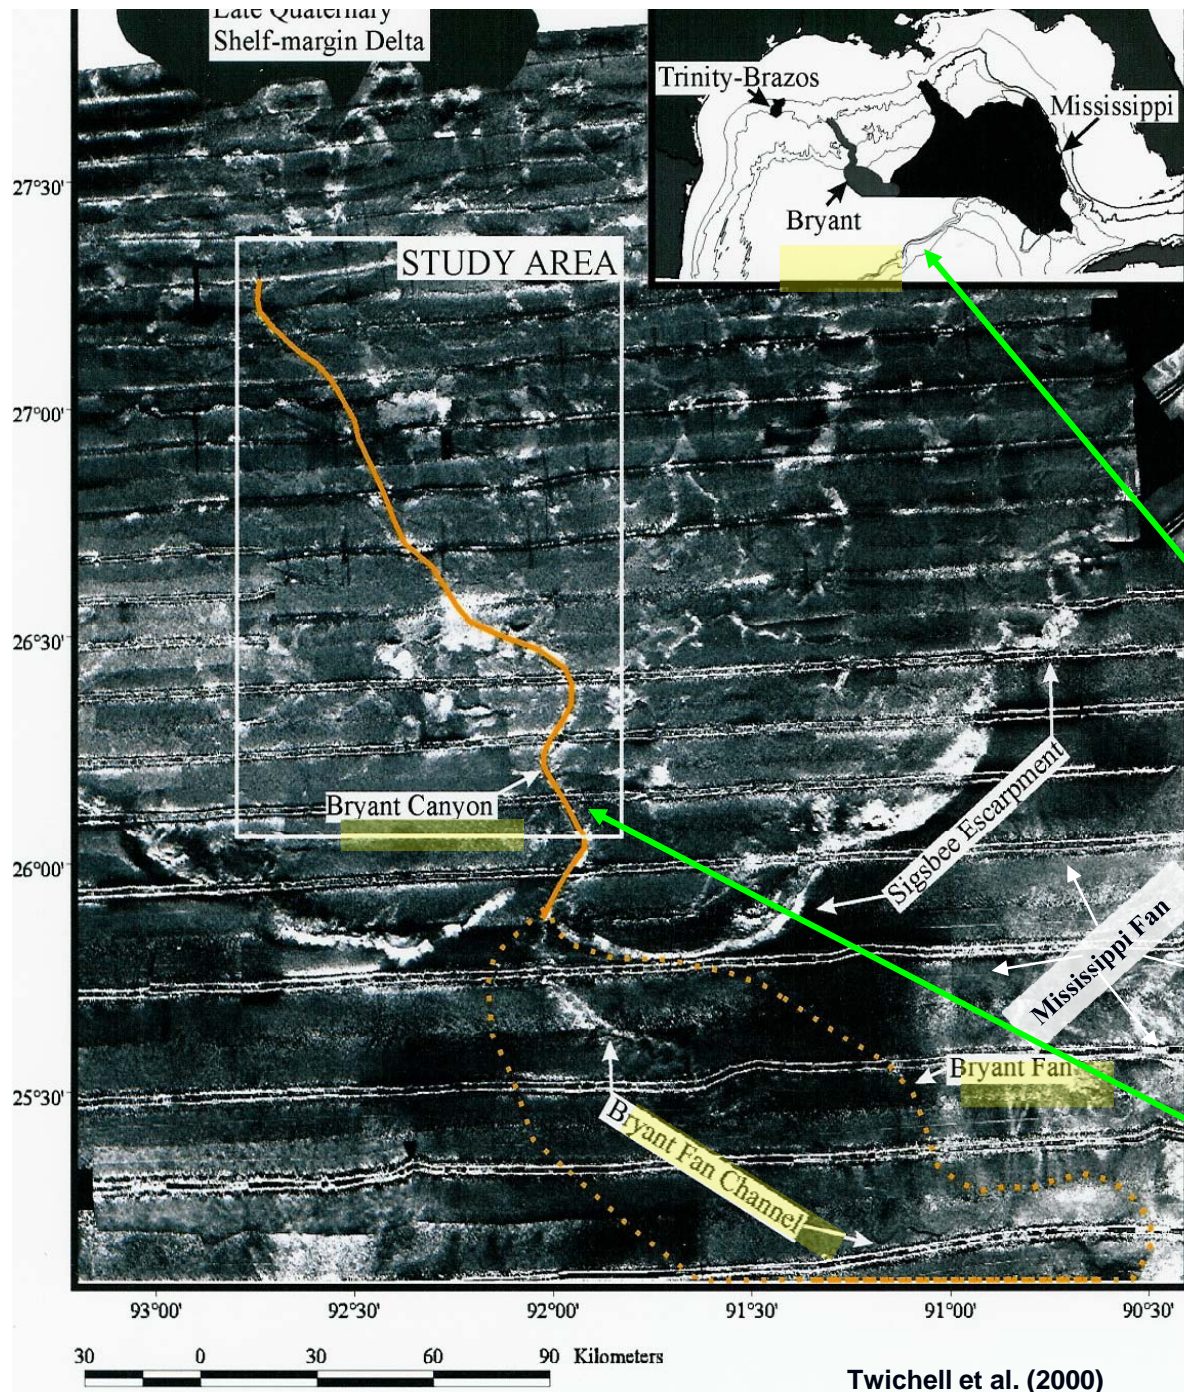 Late Quaternary
Shelf-margin Delta
Trinity-Brazos
Mississippi
Bryant
27°30'
STUDY AREA
27°00'
26°30'
Bryant Canyon
Sigsbee Escarpment
26°00'
Mississippi Fan
Bryant Fan
25°30'
Bryant Fan Channel
93°00' 92°30' 92°00' 91°30' 91°00' 90°30'
30 0 30 60 90 Kilometers
Twichell et al. (2000)